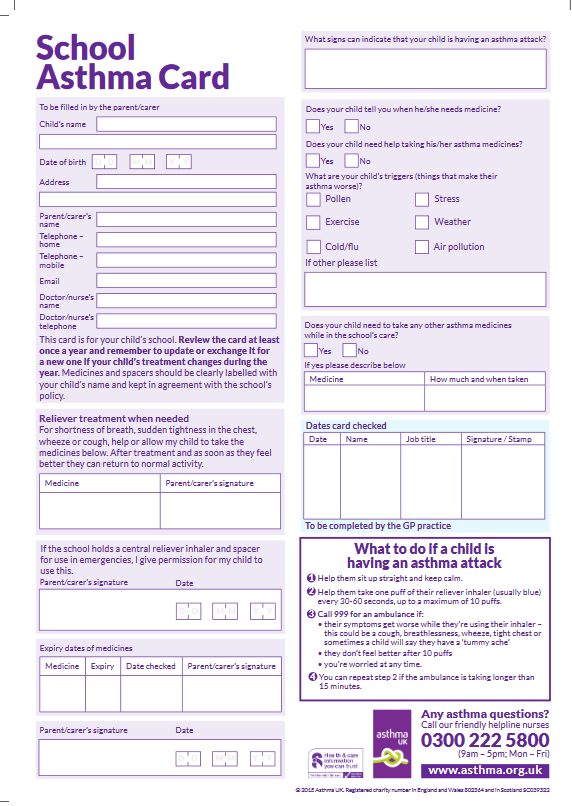 School
Asthma Card
To be filled in by the parent/carer
Child's name
Date of birth D D M M Y Y
Address
Parent/carer's
name
Telephone –
home
Telephone –
mobile
Email
Doctor/nurse's
name
Doctor/nurse's
telephone
This card is for your child's school. Review the card at least
once a year and remember to update or exchange it for
a new one if your child's treatment changes during the
year. Medicines and spacers should be clearly labelled with
your child's name and kept in agreement with the school's
policy.
Reliever treatment when needed
For shortness of breath, sudden tightness in the chest,
wheeze or cough, help or allow my child to take the
medicines below. After treatment and as soon as they feel
better they can return to normal activity.
Medicine Parent/carer's signature
If the school holds a central reliever inhaler and spacer
for use in emergencies, I give permission for my child to
use this.
Parent/carer's signature Date
D D M M Y Y
Expiry dates of medicines
Medicine Expiry Date checked Parent/carer's signature
Parent/carer's signature Date
D D M M Y Y
What signs can indicate that your child is having an asthma attack?
Does your child tell you when he/she needs medicine?
Yes No
Does your child need help taking his/her asthma medicines?
Yes No
What are your child's triggers (things that make their
asthma worse)?
Pollen Stress
Exercise Weather
Cold/flu Air pollution
If other please list
Does your child need to take any other asthma medicines
while in the school's care?
Yes No
If yes please describe below
Medicine How much and when taken
Dates card checked
Date Name Job title Signature / Stamp
To be completed by the GP practice
What to do if a child is
having an asthma attack
1 Help them sit up straight and keep calm.
2 Help them take one puff of their reliever inhaler (usually blue)
every 30-60 seconds, up to a maximum of 10 puffs.
3 Call 999 for an ambulance if:
• their symptoms get worse while they're using their inhaler –
this could be a cough, breathlessness, wheeze, tight chest or
sometimes a child will say they have a 'tummy ache'
• they don't feel better after 10 puffs
• you're worried at any time.
4 You can repeat step 2 if the ambulance is taking longer than
15 minutes.
Health & care
information
you can trust
asthma
UK
Any asthma questions?
Call our friendly helpline nurses
0300 222 5800
(9am – 5pm; Mon – Fri)
www.asthma.org.uk
© 2015 Asthma UK. Registered charity number in England and Wales 802364 and in Scotland SC039322